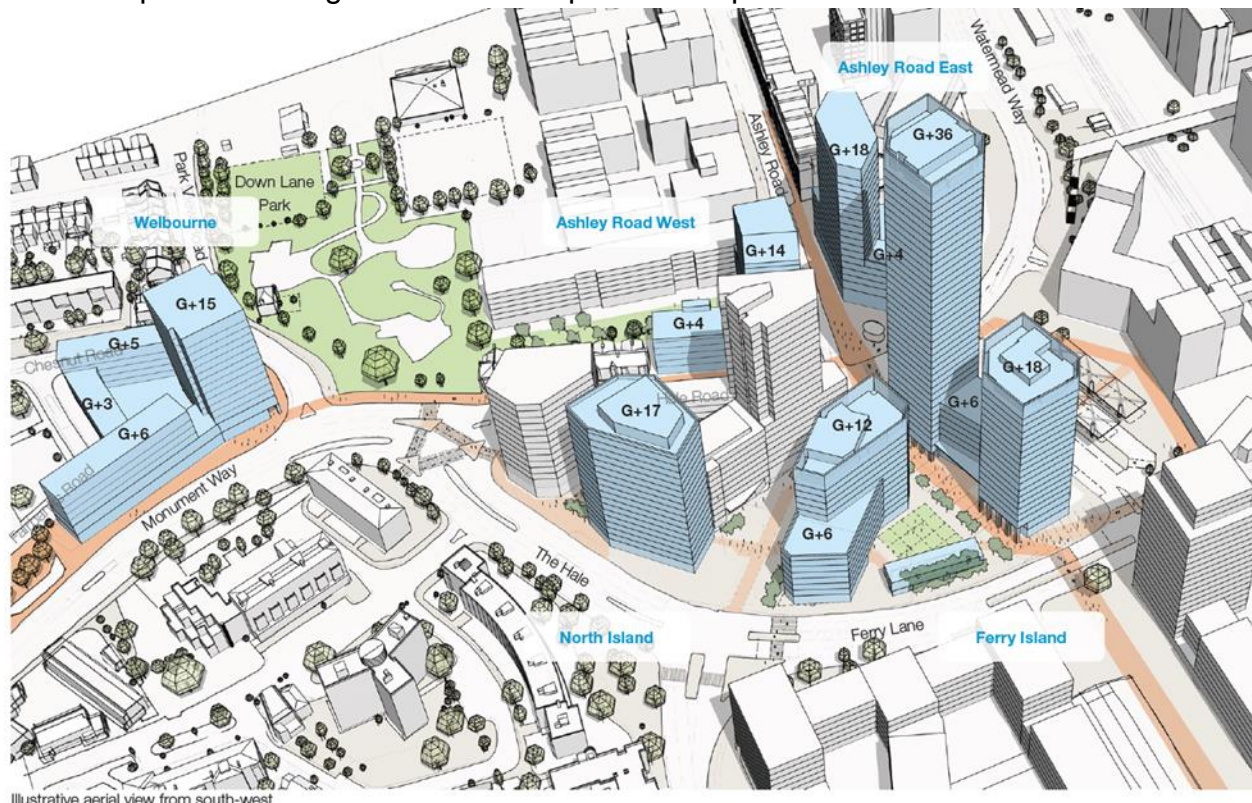 Ashley Road East
Watermead Way
G+36
G+18
Ashley Road
Down Lane
Park
Welbourne
Ashley Road West
G+4
G+14
G+15
G+5
Chesnut Road
G+4
G+3
G+18
G+17
Hale Road
G+6
G+12
G+6
Monument Way
G+6
The Hale
North Island
Ferry Lane
Ferry Island
Illustrative aerial view from south-west